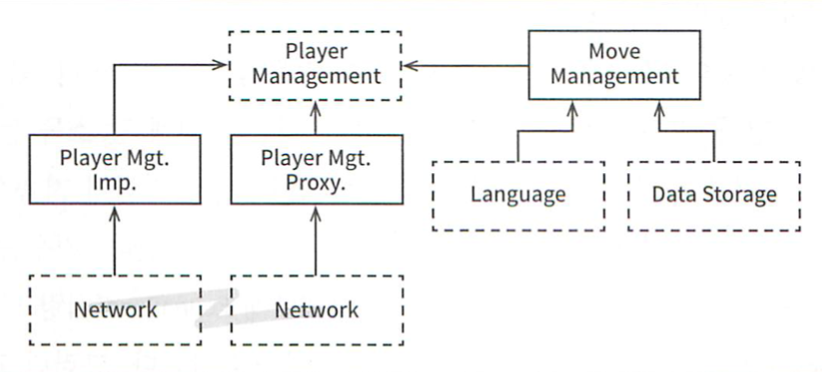 Player
Management
Move
Management
Player Mgt.
Imp.
Player Mgt.
Proxy.
Language
Data Storage
Network
Network